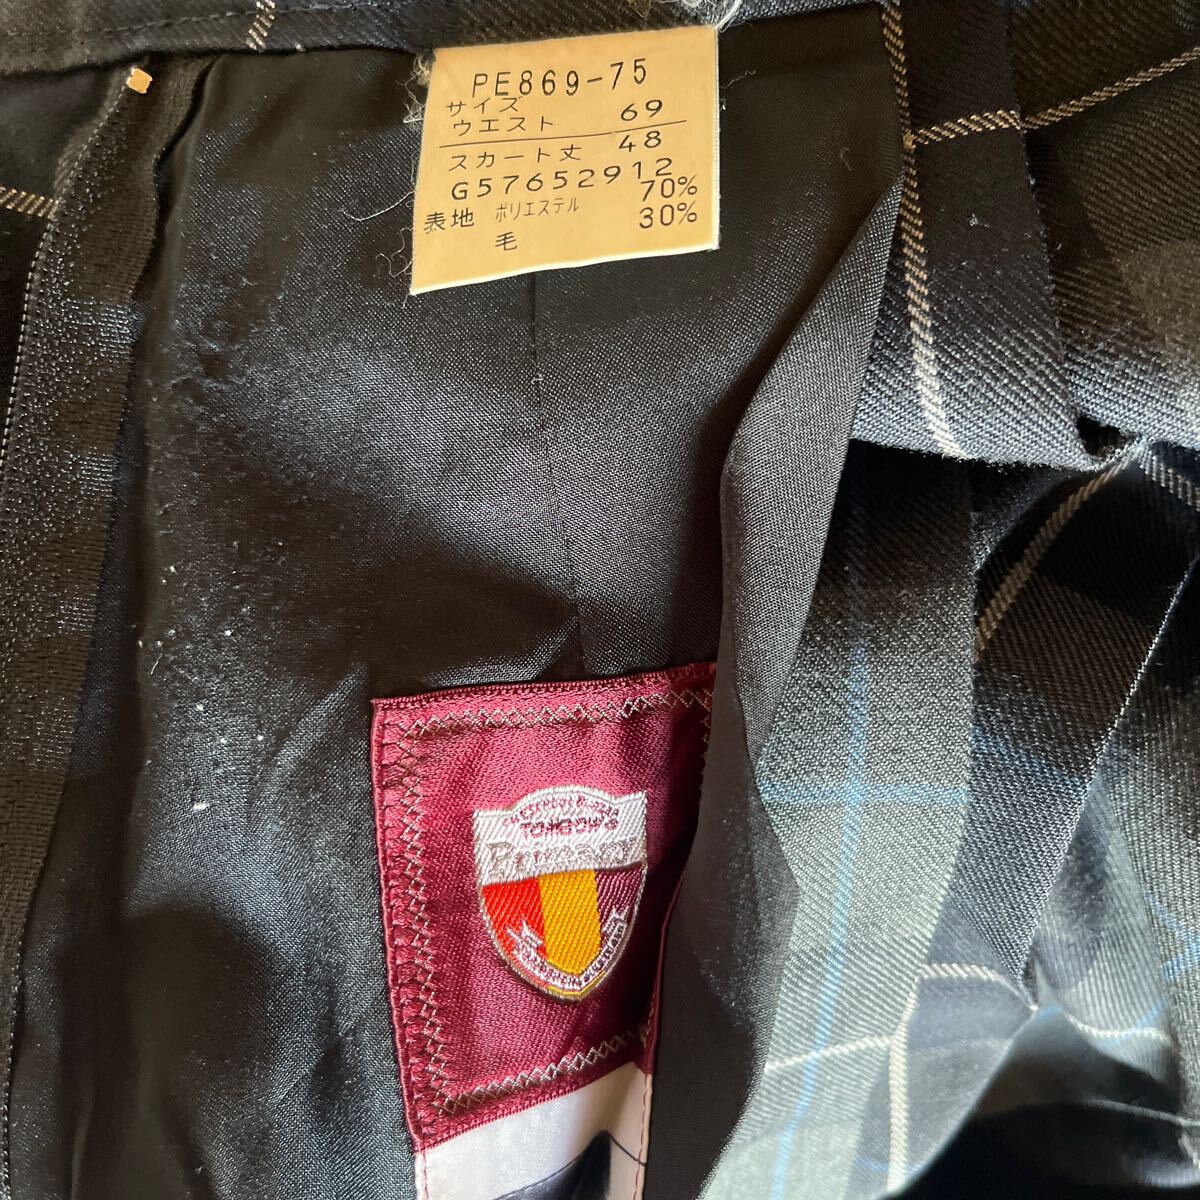 PE869-75
サイズ
ウエスト 69
スカート丈 48
G57652912
表地 ポリエステル 70%
毛 30%
TOMBOW'S